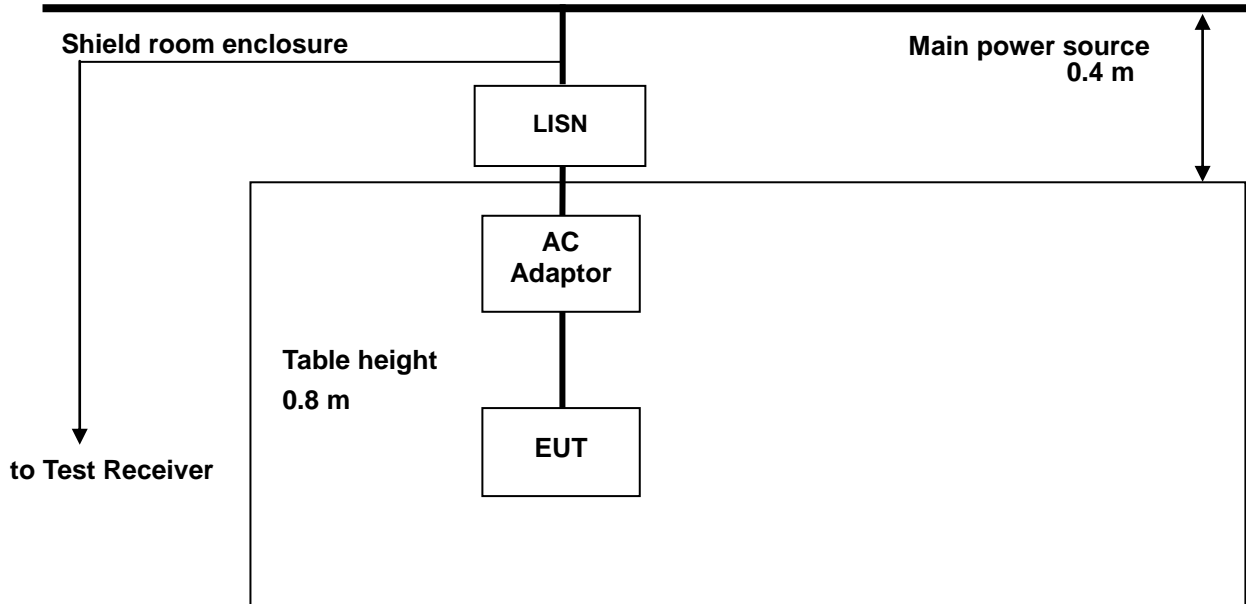 Shield room enclosure
Main power source
0.4 m
LISN
AC
Adaptor
Table height
0.8 m
EUT
to Test Receiver